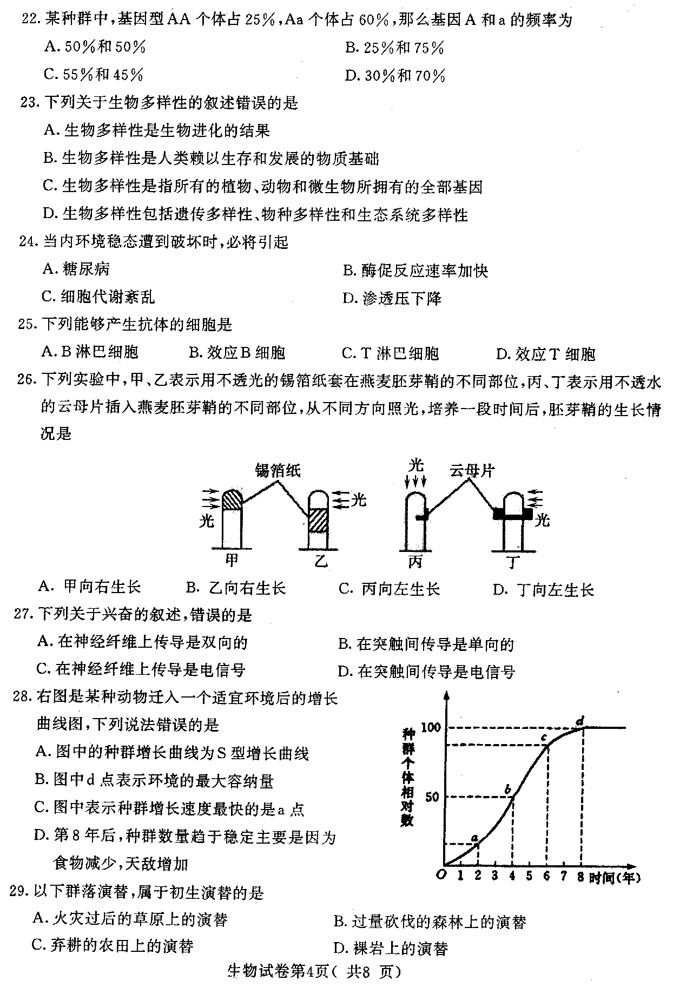 22. 某种群中,基因型 AA 个体占 25%,Aa 个体占 60%,那么基因 A 和 a 的频率为
A. 50%和 50%
B. 25%和 75%
C. 55%和 45%
D. 30%和 70%
23. 下列关于生物多样性的叙述错误的是
A. 生物多样性是生物进化的结果
B. 生物多样性是人类赖以生存和发展的物质基础
C. 生物多样性是指所有的植物、动物和微生物所拥有的全部基因
D. 生物多样性包括遗传多样性、物种多样性和生态系统多样性
24. 当内环境稳态遭到破坏时,必将引起
A. 糖尿病
B. 酶促反应速率加快
C. 细胞代谢紊乱
D. 渗透压下降
25. 下列能够产生抗体的细胞是
A. B 淋巴细胞 B. 效应 B 细胞 C. T 淋巴细胞 D. 效应 T 细胞
26. 下列实验中,甲、乙表示用不透光的锡箔纸套在燕麦胚芽鞘的不同部位,丙、丁表示用不透水
的云母片插入燕麦胚芽鞘的不同部位,从不同方向照光,培养一段时间后,胚芽鞘的生长情
况是
锡箔纸 光 云母片
光 光 光
甲 乙 丙 丁
A. 甲向右生长 B. 乙向右生长 C. 丙向左生长 D. 丁向左生长
27. 下列关于兴奋的叙述,错误的是
A. 在神经纤维上传导是双向的
B. 在突触间传导是单向的
C. 在神经纤维上传导是电信号
D. 在突触间传导是电信号
28. 右图是某种动物迁入一个适宜环境后的增长
曲线图,下列说法错误的是
A. 图中的种群增长曲线为 S 型增长曲线
B. 图中 d 点表示环境的最大容纳量
C. 图中表示种群增长速度最快的是 a 点
D. 第 8 年后,种群数量趋于稳定主要是因为
食物减少,天敌增加
种群个体相对数
100
50
a
b
c
d
O 1 2 3 4 5 6 7 8 时间(年)
29. 以下群落演替,属于初生演替的是
A. 火灾过后的草原上的演替
B. 过量砍伐的森林上的演替
C. 弃耕的农田上的演替
D. 裸岩上的演替
生物试卷第4页( 共8 页)